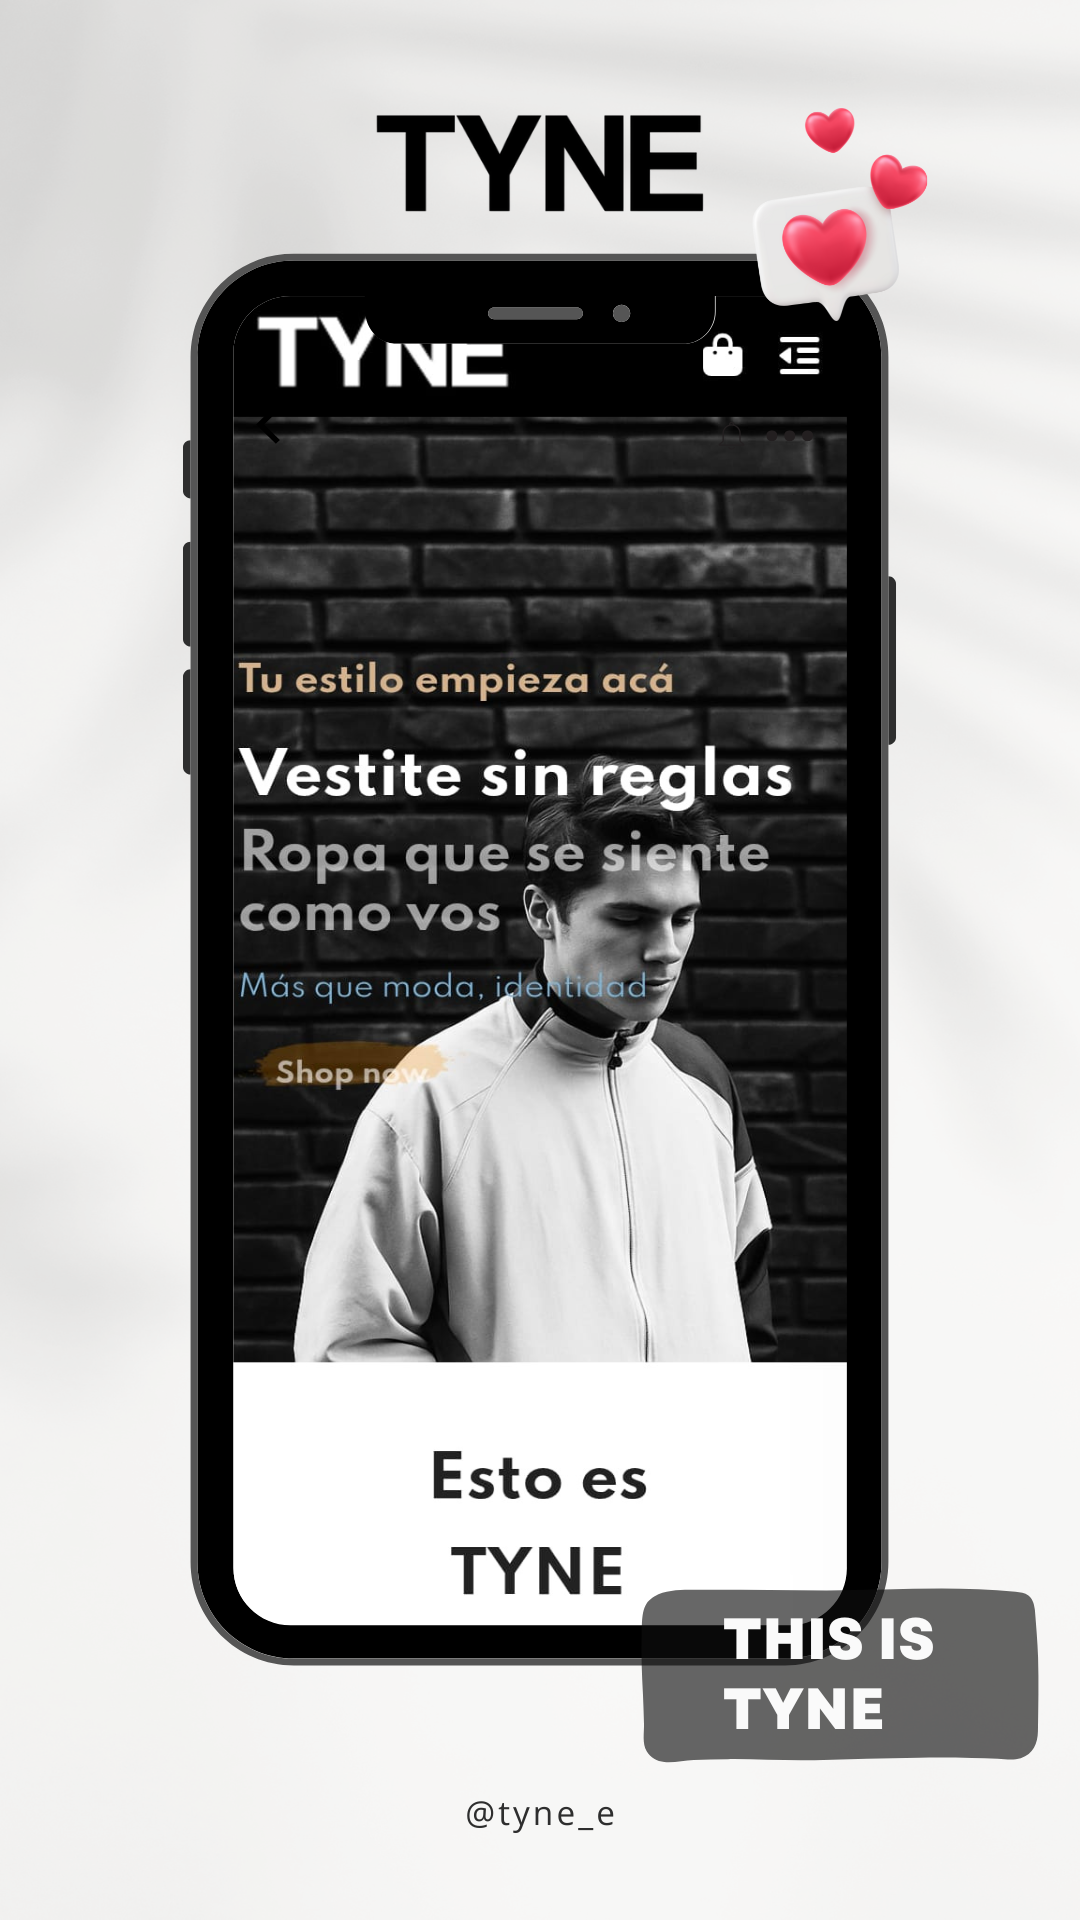 TYNE
TYNE
Tu estilo empieza acá
Vestite sin reglas
Ropa que se siente
como vos
Más que moda, identidad
Shop now
Esto es
TYNE
THIS IS
TYNE
@tyne_e